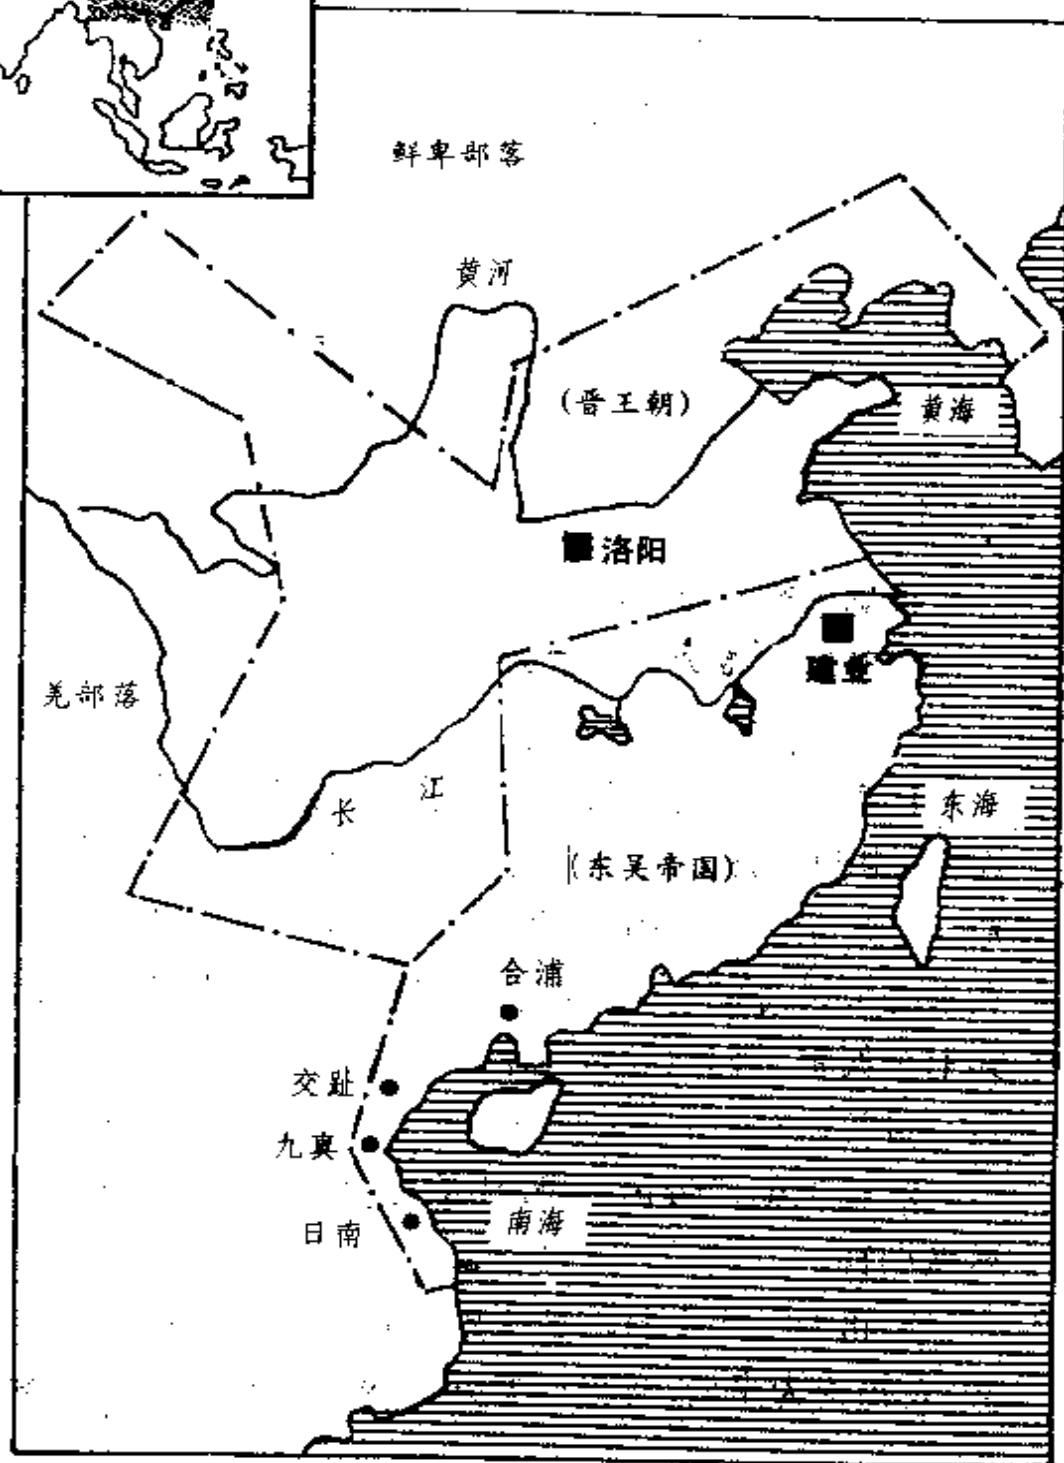 鲜卑部落
黄河
(晋王朝)
黄海
洛阳
建业
羌部落
长江
东海
(东吴帝国)
合浦
交趾
九真
日南
南海